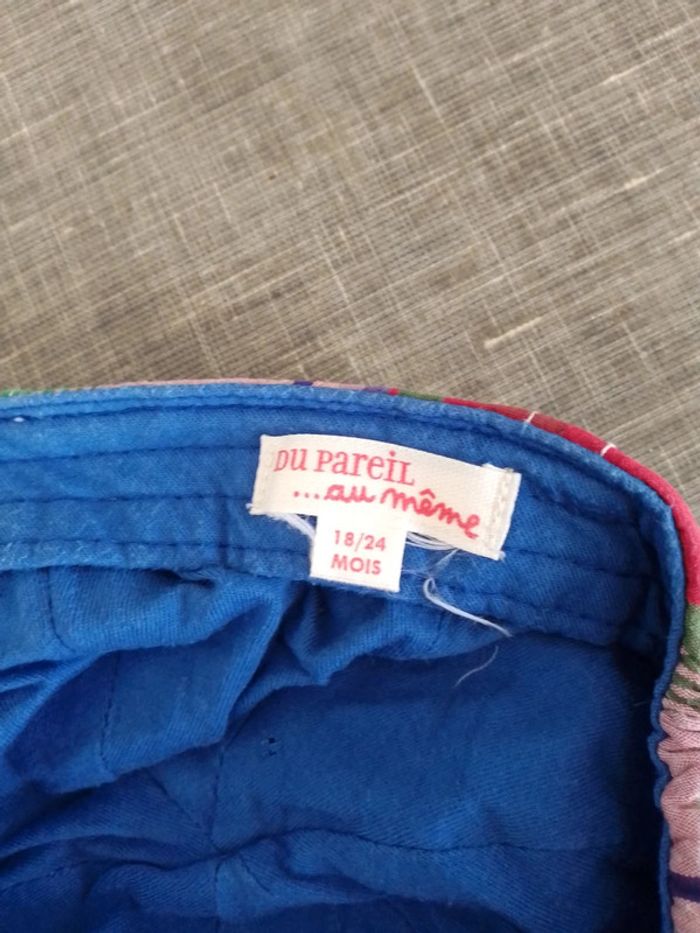 DU PareiL
...au même
18/24
MOIS